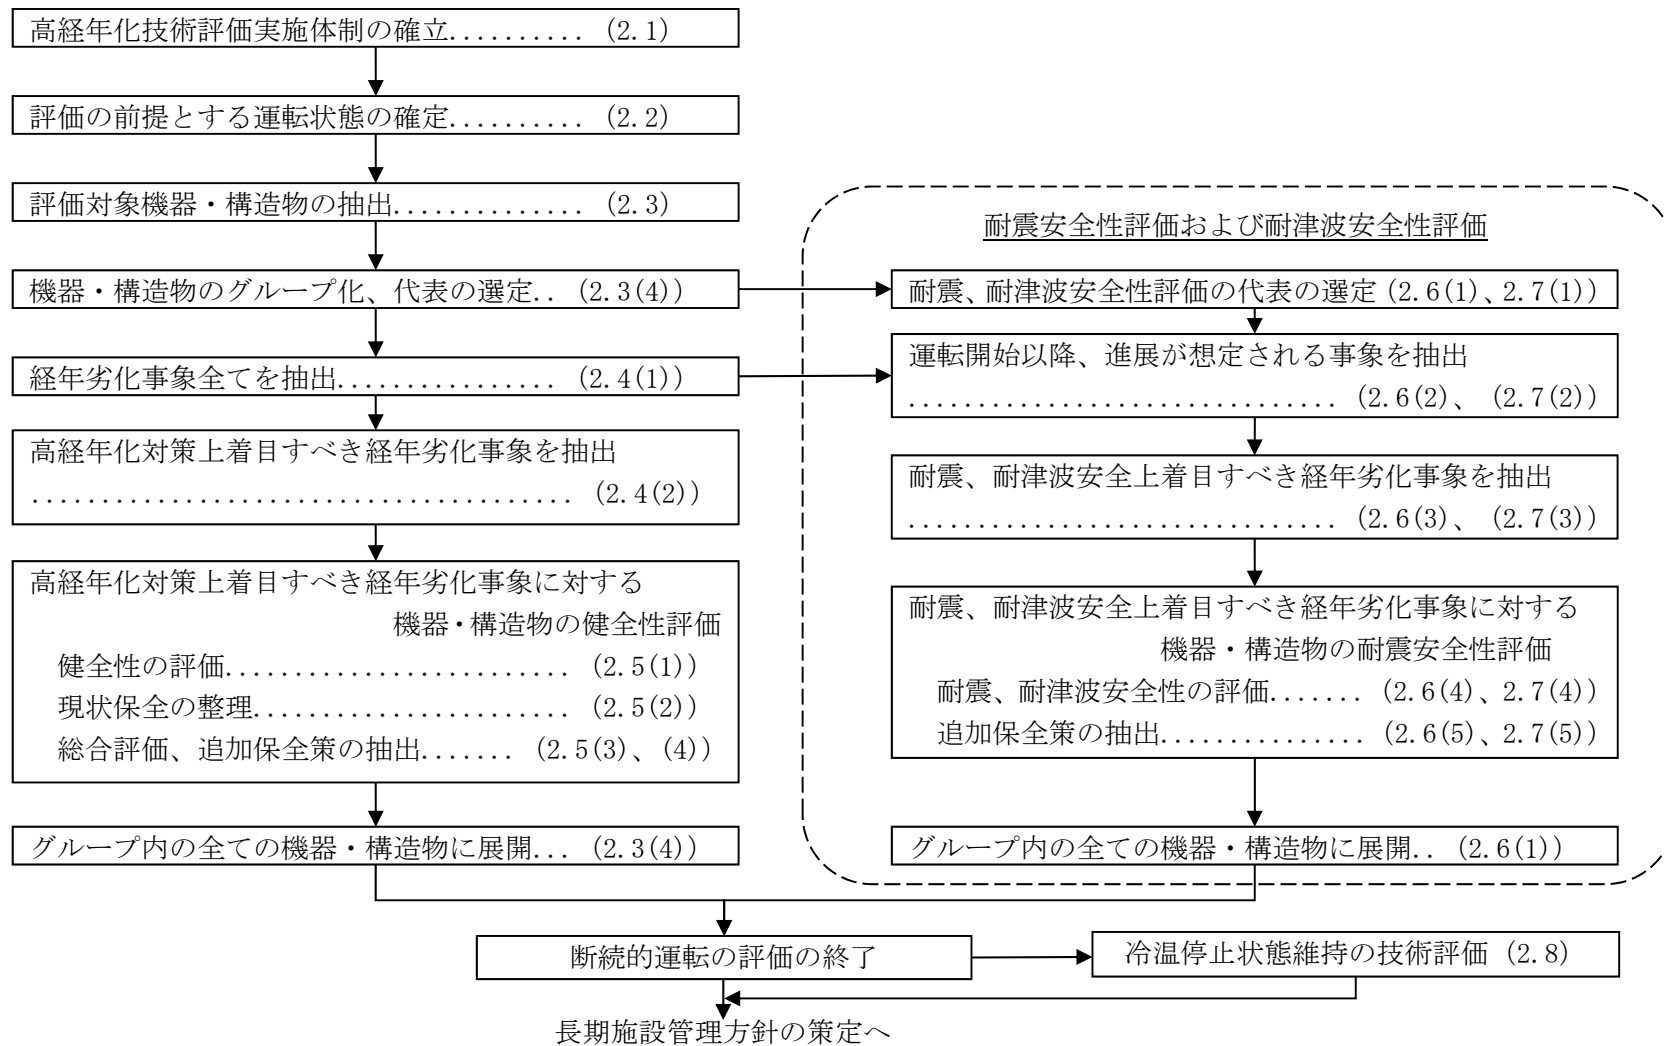 高経年化技術評価実施体制の確立.......... (2.1)
評価の前提とする運転状態の確定.......... (2.2)
評価対象機器・構造物の抽出.............. (2.3)
機器・構造物のグループ化、代表の選定.. (2.3(4))
経年劣化事象全てを抽出................ (2.4(1))
高経年化対策上着目すべき経年劣化事象を抽出
....................................... (2.4(2))
高経年化対策上着目すべき経年劣化事象に対する
機器・構造物の健全性評価
健全性の評価......................... (2.5(1))
現状保全の整理....................... (2.5(2))
総合評価、追加保全策の抽出....... (2.5(3)、(4))
グループ内の全ての機器・構造物に展開... (2.3(4))
耐震安全性評価および耐津波安全性評価
耐震、耐津波安全性評価の代表の選定 (2.6(1)、2.7(1))
運転開始以降、進展が想定される事象を抽出
............................... (2.6(2)、 (2.7(2))
耐震、耐津波安全上着目すべき経年劣化事象を抽出
............................... (2.6(3)、 (2.7(3))
耐震、耐津波安全上着目すべき経年劣化事象に対する
機器・構造物の耐震安全性評価
耐震、耐津波安全性の評価....... (2.6(4)、2.7(4))
追加保全策の抽出............... (2.6(5)、2.7(5))
グループ内の全ての機器・構造物に展開.. (2.6(1))
断続的運転の評価の終了
冷温停止状態維持の技術評価 (2.8)
長期施設管理方針の策定へ